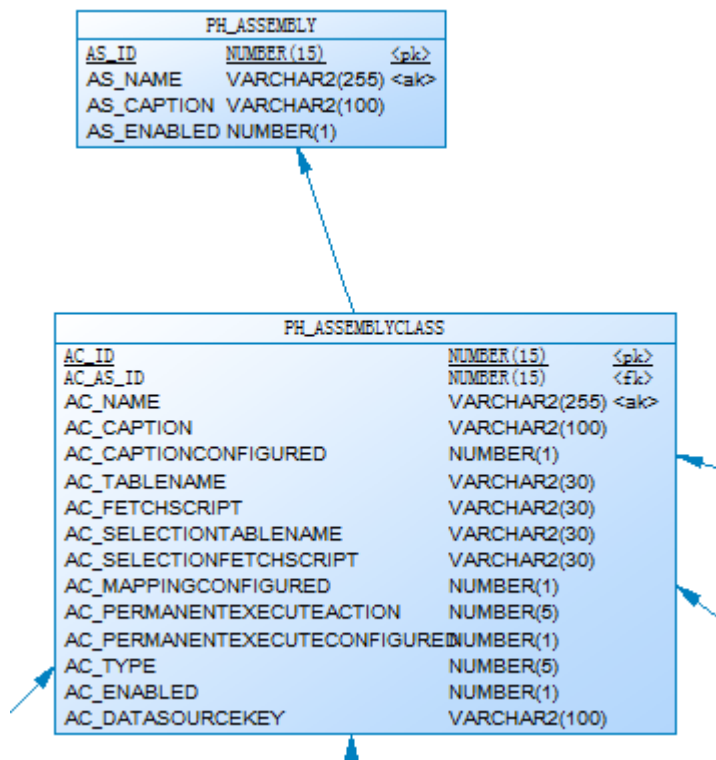 PH_ASSEMBLY
AS_ID NUMBER(15) <pk>
AS_NAME VARCHAR2(255) <ak>
AS_CAPTION VARCHAR2(100)
AS_ENABLED NUMBER(1)
PH_ASSEMBLYCLASS
AC_ID NUMBER(15) <pk>
AC_AS_ID NUMBER(15) <fk>
AC_NAME VARCHAR2(255) <ak>
AC_CAPTION VARCHAR2(100)
AC_CAPTIONCONFIGURED NUMBER(1)
AC_TABLENAME VARCHAR2(30)
AC_FETCHSCRIPT VARCHAR2(30)
AC_SELECTIONTABLENAME VARCHAR2(30)
AC_SELECTIONFETCHSCRIPT VARCHAR2(30)
AC_MAPPINGCONFIGURED NUMBER(1)
AC_PERMANENTEXECUTEACTION NUMBER(5)
AC_PERMANENTEXECUTECONFIGURED NUMBER(1)
AC_TYPE NUMBER(5)
AC_ENABLED NUMBER(1)
AC_DATASOURCEKEY VARCHAR2(100)